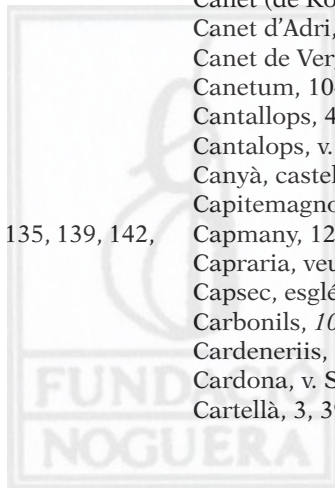 Canet d’Adri,
Canet de Ver
Canetum, 10
Cantallops, 4
Cantalops, v.
Canyà, castel
Capitemagno
135, 139, 142,
Capmany, 12
Capraria, veu
Capsec, esglé
Carbonils, 10
Cardeneriis,
Cardona, v. S
Cartellà, 3, 3
FUNDACIÓ
NOGUERA